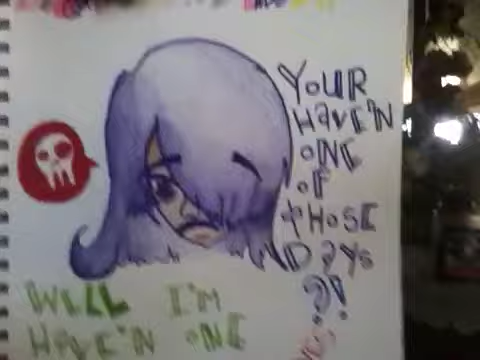 YOUR
HAVE'N
ONE
OF
THOSE
DAYS
?!
WELL I'M
HAVE'N ONE